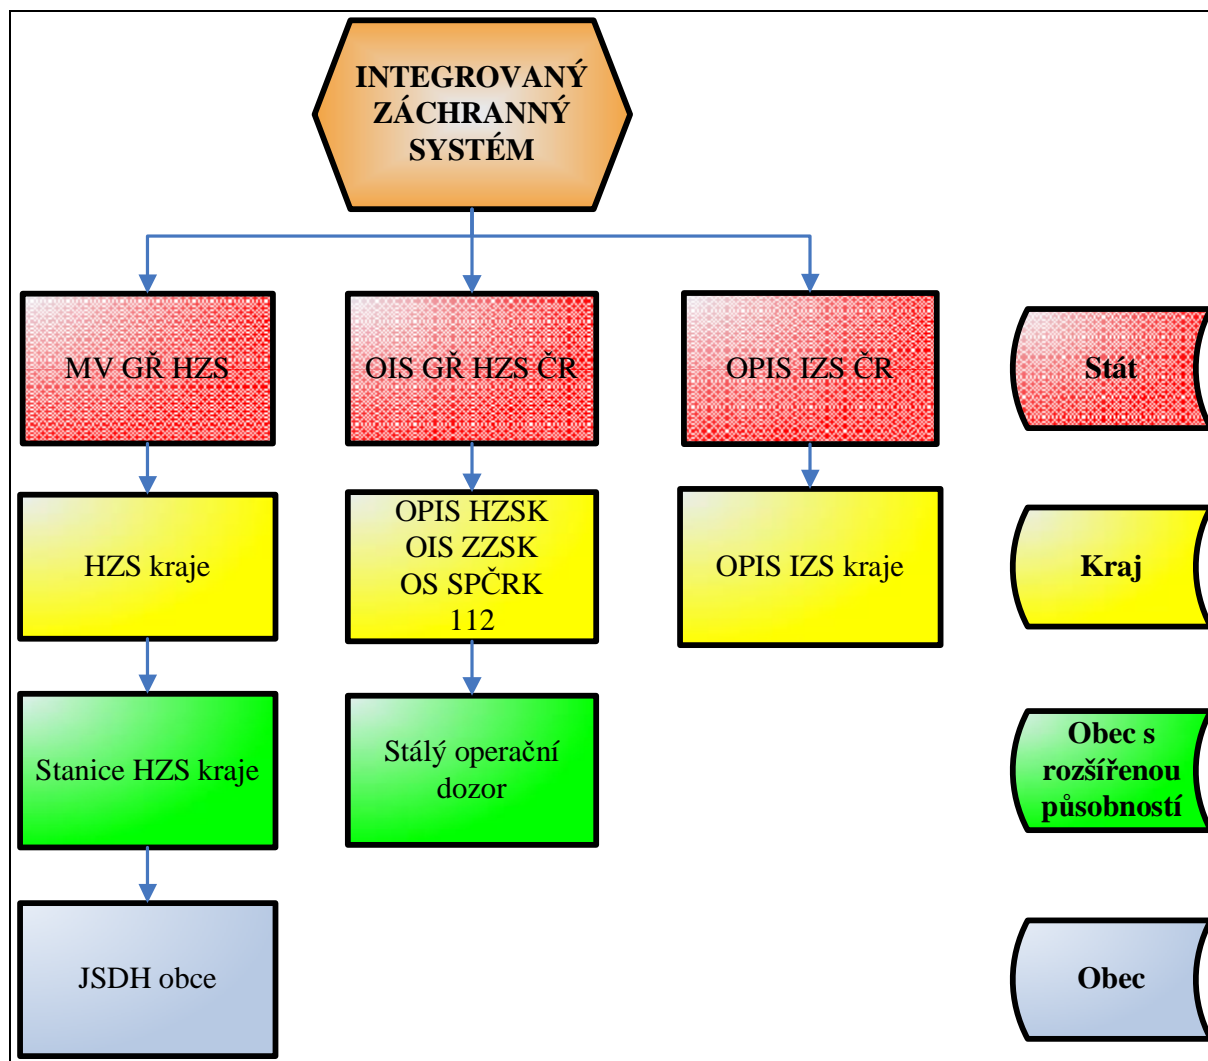 INTEGROVANÝ
ZÁCHRANNÝ
SYSTÉM
MV GŘ HZS
OIS GŘ HZS ČR
OPIS IZS ČR
Stát
HZS kraje
OPIS HZSK
OIS ZZSK
OS SPČRK
112
OPIS IZS kraje
Kraj
Stanice HZS kraje
Stálý operační
dozor
Obec s
rozšířenou
působností
JSDH obce
Obec